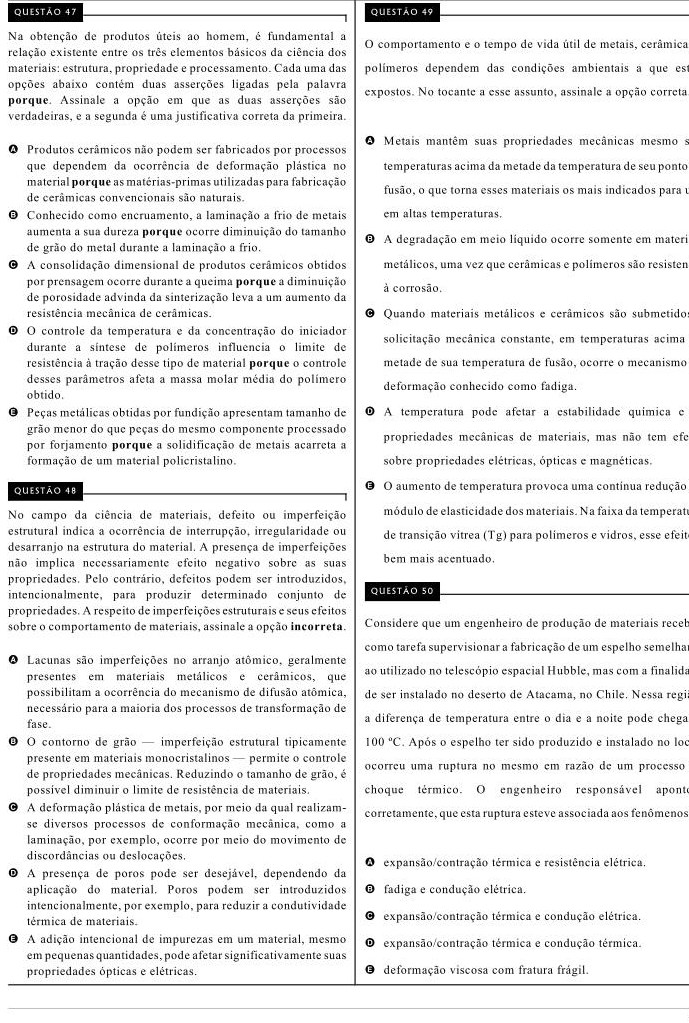 QUESTÃO 47
Na obtenção de produtos úteis ao homem, é fundamental a
relação existente entre os três elementos básicos da ciência dos
materiais: estrutura, propriedade e processamento. Cada uma das
opções abaixo contém duas asserções ligadas pela palavra
porque. Assinale a opção em que as duas asserções são
verdadeiras, e a segunda é uma justificativa correta da primeira.
A Produtos cerâmicos não podem ser fabricados por processos
que dependem da ocorrência de deformação plástica no
material porque as matérias-primas utilizadas para fabricação
de cerâmicas convencionais são naturais.
B Conhecido como encruamento, a laminação a frio de metais
aumenta a sua dureza porque ocorre diminuição do tamanho
de grão do metal durante a laminação a frio.
C A consolidação dimensional de produtos cerâmicos obtidos
por prensagem ocorre durante a queima porque a diminuição
de porosidade advinda da sinterização leva a um aumento da
resistência mecânica de cerâmicas.
D O controle da temperatura e da concentração do iniciador
durante a síntese de polímeros influencia o limite de
resistência à tração desse tipo de material porque o controle
desses parâmetros afeta a massa molar média do polímero
obtido.
E Peças metálicas obtidas por fundição apresentam tamanho de
grão menor do que peças do mesmo componente processado
por forjamento porque a solidificação de metais acarreta a
formação de um material policristalino.
QUESTÃO 48
No campo da ciência de materiais, defeito ou imperfeição
estrutural indica a ocorrência de interrupção, irregularidade ou
desarranjo na estrutura do material. A presença de imperfeições
não implica necessariamente efeito negativo sobre as suas
propriedades. Pelo contrário, defeitos podem ser introduzidos,
intencionalmente, para produzir determinado conjunto de
propriedades. A respeito de imperfeições estruturais e seus efeitos
sobre o comportamento de materiais, assinale a opção incorreta.
A Lacunas são imperfeições no arranjo atômico, geralmente
presentes em materiais metálicos e cerâmicos, que
possibilitam a ocorrência do mecanismo de difusão atômica,
necessário para a maioria dos processos de transformação de
fase.
B O contorno de grão — imperfeição estrutural tipicamente
presente em materiais monocristalinos — permite o controle
de propriedades mecânicas. Reduzindo o tamanho de grão, é
possível diminuir o limite de resistência de materiais.
C A deformação plástica de metais, por meio da qual realizam-
se diversos processos de conformação mecânica, como a
laminação, por exemplo, ocorre por meio do movimento de
discordâncias ou deslocações.
D A presença de poros pode ser desejável, dependendo da
aplicação do material. Poros podem ser introduzidos
intencionalmente, por exemplo, para reduzir a condutividade
térmica de materiais.
E A adição intencional de impurezas em um material, mesmo
em pequenas quantidades, pode afetar significativamente suas
propriedades ópticas e elétricas.
QUESTÃO 49
O comportamento e o tempo de vida útil de metais, cerâmica
polímeros dependem das condições ambientais a que est
expostos. No tocante a esse assunto, assinale a opção correta.
A Metais mantêm suas propriedades mecânicas mesmo s
temperaturas acima da metade da temperatura de seu ponto
fusão, o que torna esses materiais os mais indicados para u
em altas temperaturas.
B A degradação em meio líquido ocorre somente em materi
metálicos, uma vez que cerâmicas e polímeros são resisten
à corrosão.
C Quando materiais metálicos e cerâmicos são submetidos
solicitação mecânica constante, em temperaturas acima
metade de sua temperatura de fusão, ocorre o mecanismo
deformação conhecido como fadiga.
D A temperatura pode afetar a estabilidade química e
propriedades mecânicas de materiais, mas não tem efe
sobre propriedades elétricas, ópticas e magnéticas.
E O aumento de temperatura provoca uma contínua redução
módulo de elasticidade dos materiais. Na faixa da temperatu
de transição vítrea (Tg) para polímeros e vidros, esse efeito
bem mais acentuado.
QUESTÃO 50
Considere que um engenheiro de produção de materiais receb
como tarefa supervisionar a fabricação de um espelho semelhan
ao utilizado no telescópio espacial Hubble, mas com a finalida
de ser instalado no deserto de Atacama, no Chile. Nessa regi
a diferença de temperatura entre o dia e a noite pode chega
100 ºC. Após o espelho ter sido produzido e instalado no loc
ocorreu uma ruptura no mesmo em razão de um processo
choque térmico. O engenheiro responsável aponto
corretamente, que esta ruptura esteve associada aos fenômenos
A expansão/contração térmica e resistência elétrica.
B fadiga e condução elétrica.
C expansão/contração térmica e condução elétrica.
D expansão/contração térmica e condução térmica.
E deformação viscosa com fratura frágil.